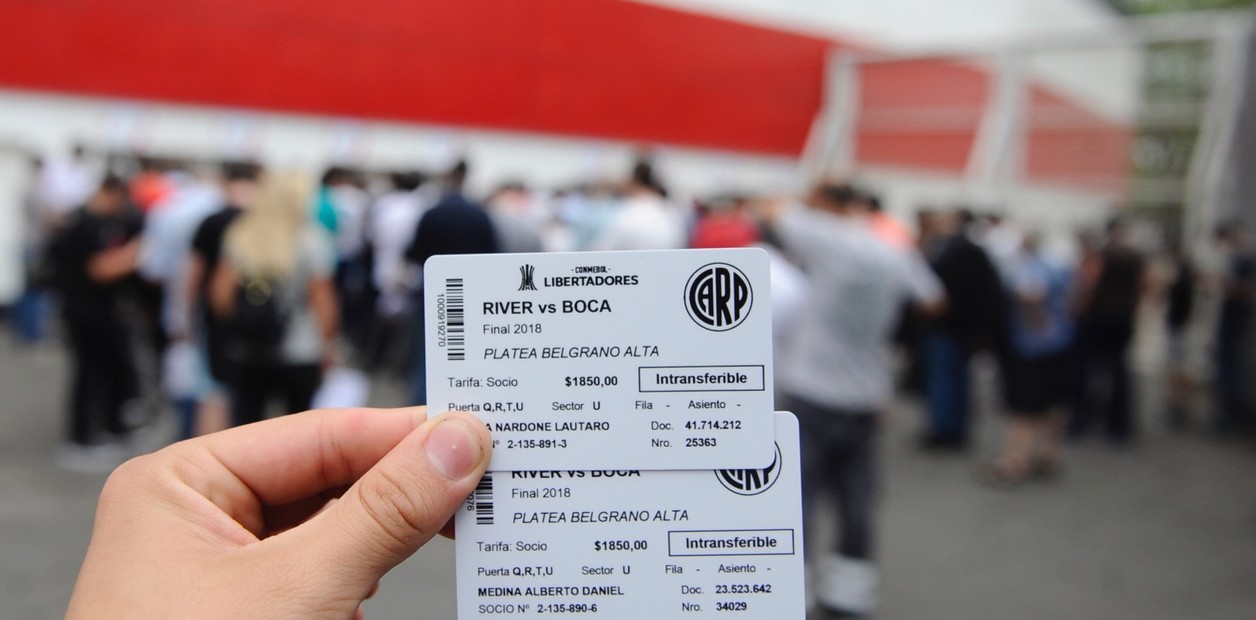 - CONMEBOL -
LIBERTADORES
CARP
1000919270
RIVER vs BOCA
Final 2018
PLATEA BELGRANO ALTA
Tarifa: Socio $1850,00 Intransferible
Puerta Q,R,T,U Sector U Fila - Asiento -
A NARDONE LAUTARO Doc. 41.714.212
Nº 2-135-891-3 Nro. 25363
RIVER vs BOCA
Final 2018
PLATEA BELGRANO ALTA
Tarifa: Socio $1850,00 Intransferible
Puerta Q,R,T,U Sector U Fila - Asiento -
MEDINA ALBERTO DANIEL Doc. 23.523.642
SOCIO Nº 2-135-890-6 Nro. 34029